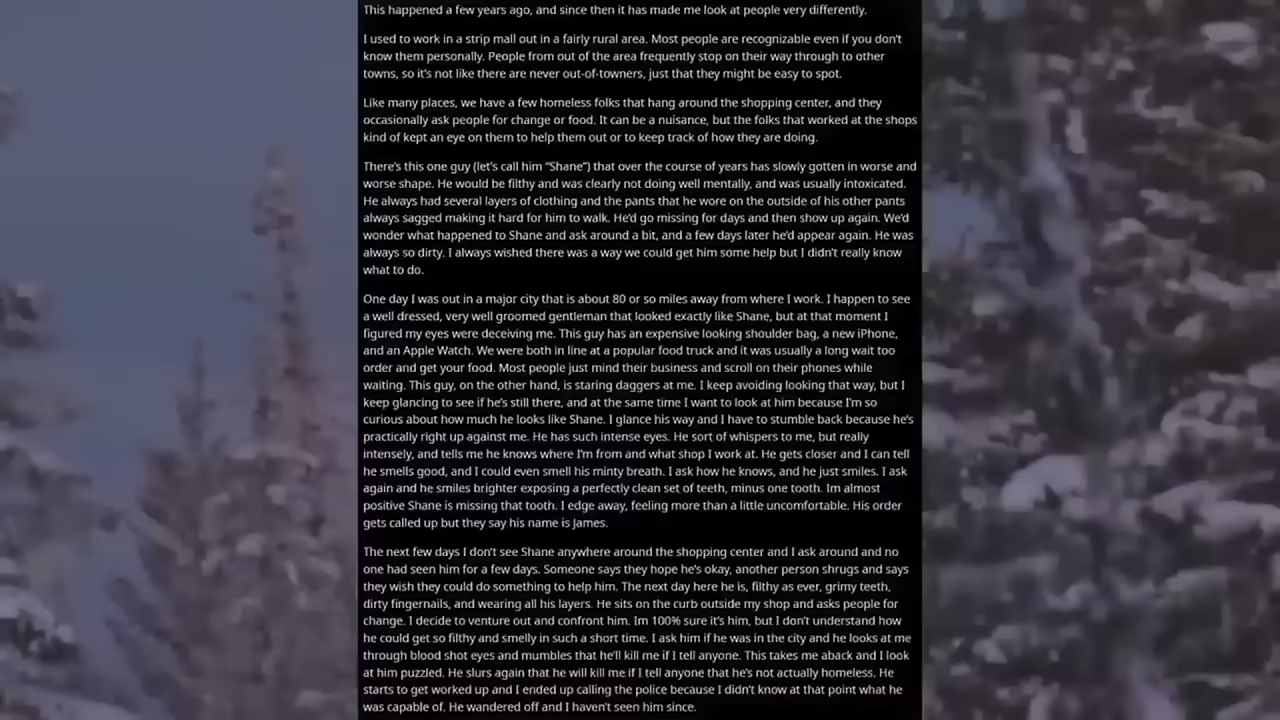 This happened a few years ago, and since then it has made me look at people very differently.
I used to work in a strip mall out in a fairly rural area. Most people are recognizable even if you don't
know them personally. People from out of the area frequently stop on their way through to other
towns, so it's not like there are never out-of-towners, just that they might be easy to spot.
Like many places, we have a few homeless folks that hang around the shopping center, and they
occasionally ask people for change or food. It can be a nuisance, but the folks that worked at the shops
kind of kept an eye on them to help them out or to keep track of how they are doing.
There's this one guy (let's call him "Shane") that over the course of years has slowly gotten in worse and
worse shape. He would be filthy and was clearly not doing well mentally, and was usually intoxicated.
He always had several layers of clothing and the pants that he wore on the outside of his other pants
always sagged making it hard for him to walk. He'd go missing for days and then show up again. We'd
wonder what happened to Shane and ask around a bit, and a few days later he'd appear again. He was
always so dirty. I always wished there was a way we could get him some help but I didn't really know
what to do.
One day I was out in a major city that is about 80 or so miles away from where I work. I happen to see
a well dressed, very well groomed gentleman that looked exactly like Shane, but at that moment I
figured my eyes were deceiving me. This guy has an expensive looking shoulder bag, a new iPhone,
and an Apple Watch. We were both in line at a popular food truck and it was usually a long wait too
order and get your food. Most people just mind their business and scroll on their phones while
waiting. This guy, on the other hand, is staring daggers at me. I keep avoiding looking that way, but I
keep glancing to see if he's still there, and at the same time I want to look at him because I'm so
curious about how much he looks like Shane. I glance his way and I have to stumble back because he's
practically right up against me. He has such intense eyes. He sort of whispers to me, but really
intensely, and tells me he knows where I'm from and what shop I work at. He gets closer and I can tell
he smells good, and I could even smell his minty breath. I ask how he knows, and he just smiles. I ask
again and he smiles brighter exposing a perfectly clean set of teeth, minus one tooth. Im almost
positive Shane is missing that tooth. I edge away, feeling more than a little uncomfortable. His order
gets called up but they say his name is James.
The next few days I don't see Shane anywhere around the shopping center and I ask around and no
one had seen him for a few days. Someone says they hope he's okay, another person shrugs and says
they wish they could do something to help him. The next day here he is, filthy as ever, grimy teeth,
dirty fingernails, and wearing all his layers. He sits on the curb outside my shop and asks people for
change. I decide to venture out and confront him. Im 100% sure it's him, but I don't understand how
he could get so filthy and smelly in such a short time. I ask him if he was in the city and he looks at me
through blood shot eyes and mumbles that he'll kill me if I tell anyone. This takes me aback and I look
at him puzzled. He slurs again that he will kill me if I tell anyone that he's not actually homeless. He
starts to get worked up and I ended up calling the police because I didn't know at that point what he
was capable of. He wandered off and I haven't seen him since.